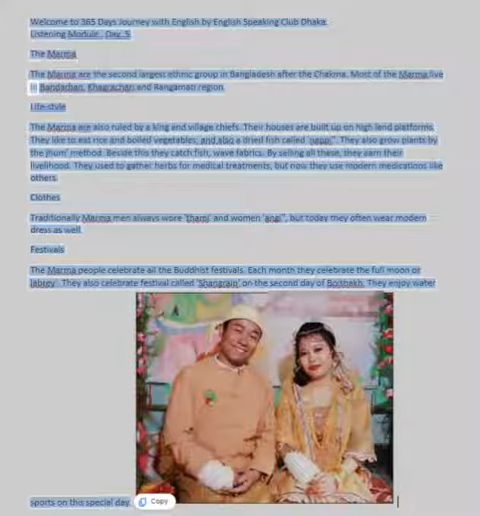 Welcome to 365 Days Journey with English by English Speaking Club Dhaka.
Listening Module, Day, 5
The Marma
The Marma are the second largest ethnic group in Bangladesh after the Chakma. Most of the Marma live
in Bandarban, Khagrachari and Rangamati region.
Life-style
The Marma are also ruled by a king and village chiefs. Their houses are built up on high land platforms.
They like to eat rice and boiled vegetables, and also a dried fish called 'nappi". They also grow plants by
the jhum' method. Beside this they catch fish, wave fabrics. By selling all these, they earn their
livelihood. They used to gather herbs for medical treatments, but now they use modern medications like
others.
Clothes
Traditionally Marma men always wore 'thami' and women 'angi", but today they often wear modern
dress as well.
Festivals
The Marma people celebrate all the Buddhist festivals. Each month they celebrate the full moon or
labrey'. They also celebrate festival called 'Shangrain' on the second day of Boishakh. They enjoy water
sports on this special day.
Copy